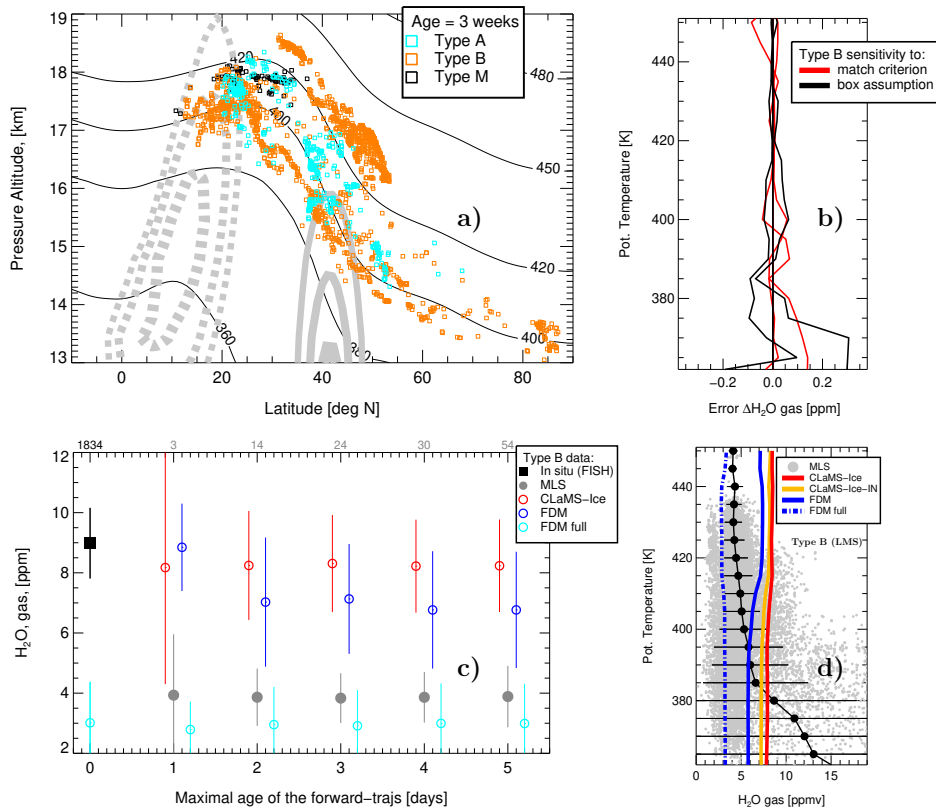 Age = 3 weeks
Type A
Type B
Type M
19
18
17
16
15
14
13
Pressure Altitude, [km]
0
20
40
60
80
Latitude [deg N]
420
400
360
380
480
450
420
400
a)
Type B sensitivity to:
match criterion
box assumption
440
420
400
380
Pot. Temperature [K]
-0.2
0.0
0.2
Error ΔH2O gas [ppm]
b)
1834
3
14
24
30
54
Type B data:
In situ (FISH)
MLS
CLaMS-Ice
FDM
FDM full
12
10
8
6
4
2
H2O, gas, [ppm]
0
1
2
3
4
5
Maximal age of the forward-trajs [days]
c)
MLS
CLaMS-Ice
CLaMS-Ice-IN
FDM
FDM full
Type B (LMS)
440
420
400
380
Pot. Temperature [K]
0
5
10
15
H2O gas [ppmv]
d)